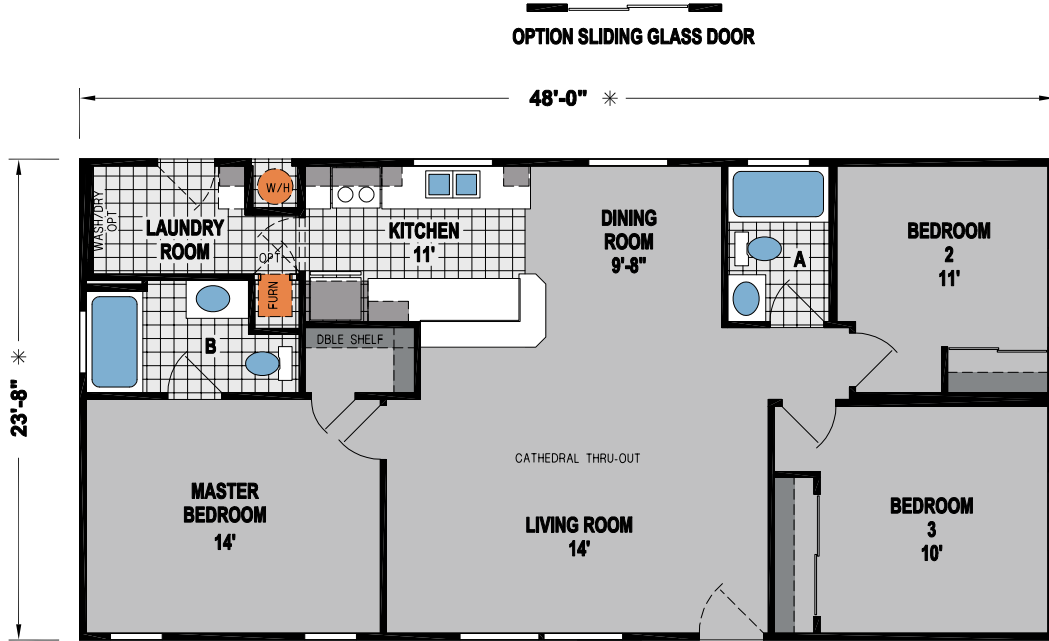 OPTION SLIDING GLASS DOOR
48'-0" ✳
23'-8" ✳
WASH/DRY
OPT
LAUNDRY
ROOM
W/H
OPT
FURN
KITCHEN
11'
DINING
ROOM
9'-8"
A
BEDROOM
2
11'
B
DBLE SHELF
CATHEDRAL THRU-OUT
MASTER
BEDROOM
14'
LIVING ROOM
14'
BEDROOM
3
10'